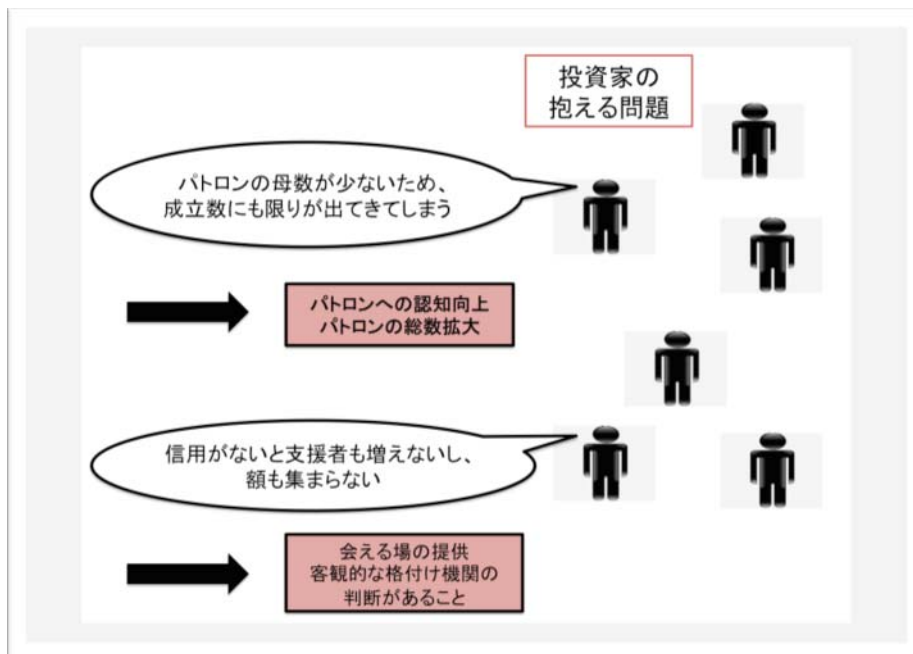 投資家の
抱える問題
パトロンの母数が少ないため、
成立数にも限りが出てきてしまう
パトロンへの認知向上
パトロンの総数拡大
信用がないと支援者も増えないし、
額も集まらない
会える場の提供
客観的な格付け機関の
判断があること